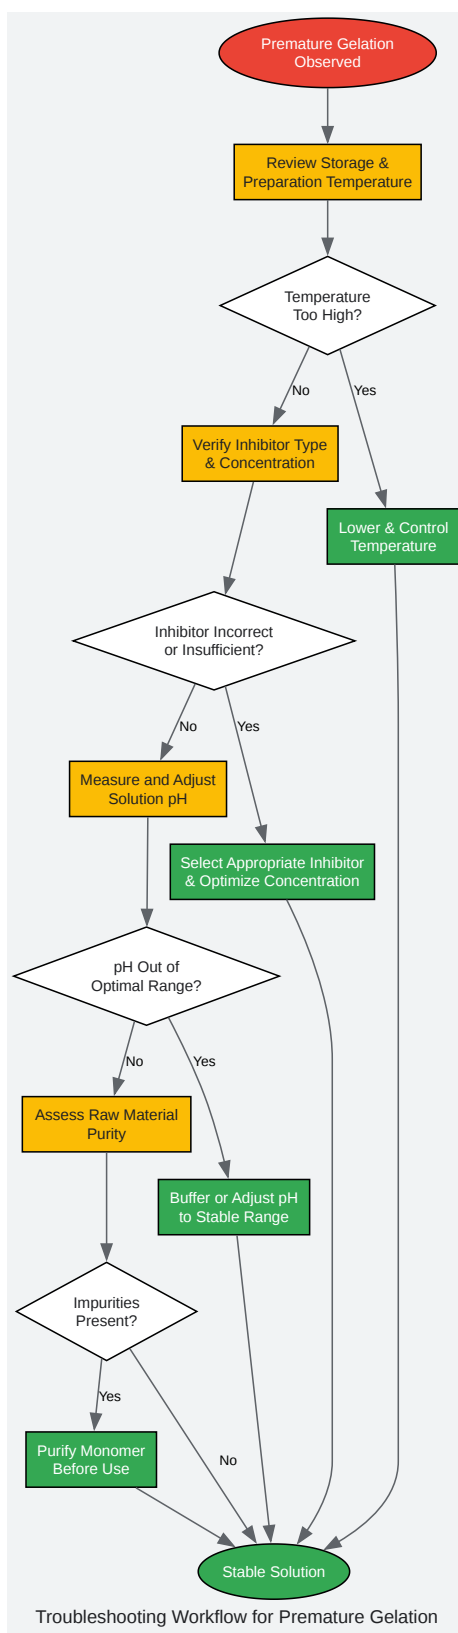 Premature Gelation
Observed
Review Storage &
Preparation Temperature
Temperature
Too High?
No
Yes
Verify Inhibitor Type
& Concentration
Lower & Control
Temperature
Inhibitor Incorrect
or Insufficient?
No
Yes
Measure and Adjust
Solution pH
Select Appropriate Inhibitor
& Optimize Concentration
pH Out of
Optimal Range?
No
Yes
Assess Raw Material
Purity
Buffer or Adjust pH
to Stable Range
Impurities
Present?
Yes
No
Purify Monomer
Before Use
Stable Solution
Troubleshooting Workflow for Premature Gelation